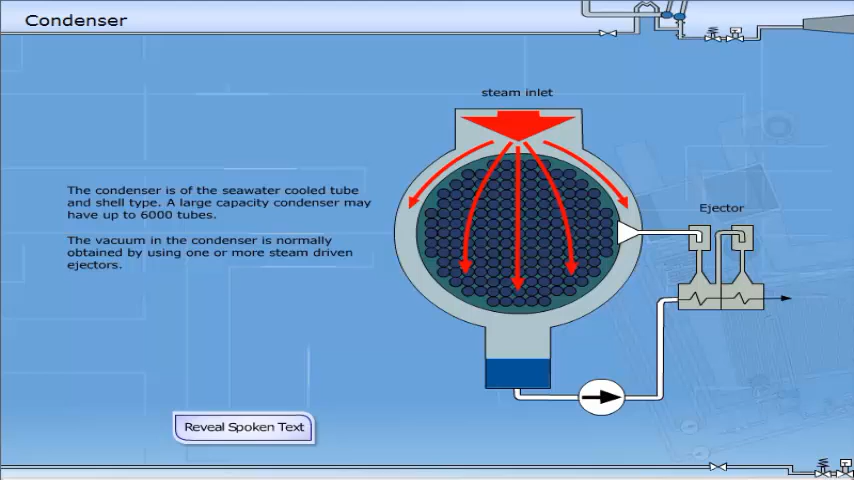 Condenser
steam inlet
The condenser is of the seawater cooled tube
and shell type. A large capacity condenser may
have up to 6000 tubes.
The vacuum in the condenser is normally
obtained by using one or more steam driven
ejectors.
Ejector
Reveal Spoken Text